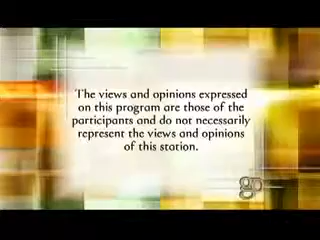 The views and opinions expressed
on this program are those of the
participants and do not necessarily
represent the views and opinions
of this station.